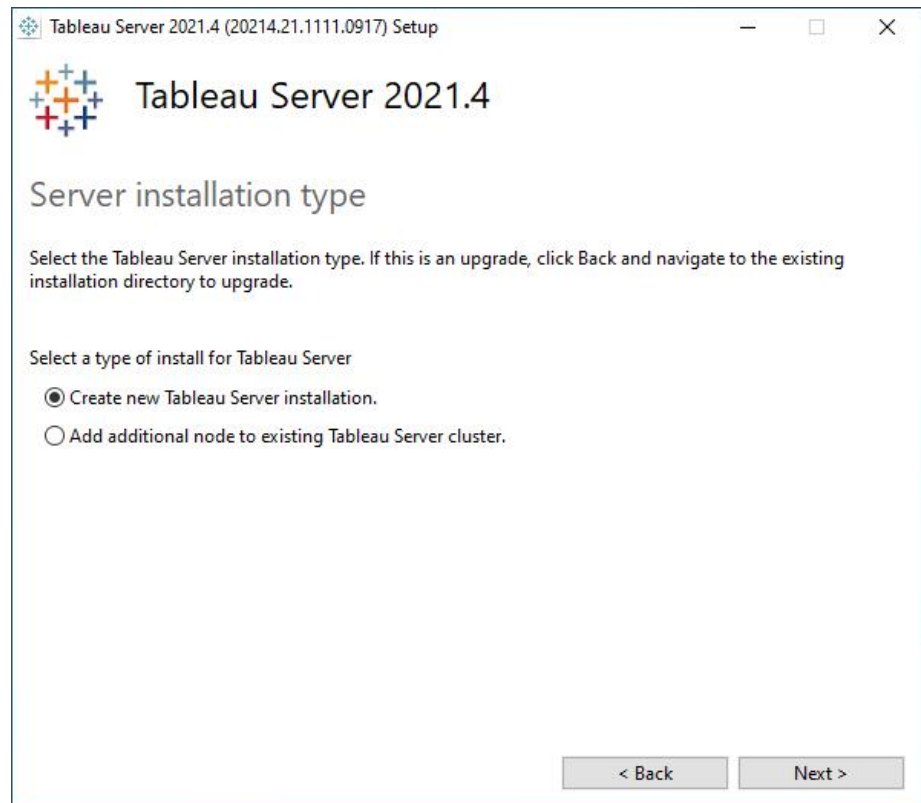 Tableau Server 2021.4 (20214.21.1111.0917) Setup
Tableau Server 2021.4
Server installation type
Select the Tableau Server installation type. If this is an upgrade, click Back and navigate to the existing
installation directory to upgrade.
Select a type of install for Tableau Server
Create new Tableau Server installation.
Add additional node to existing Tableau Server cluster.
< Back
Next >